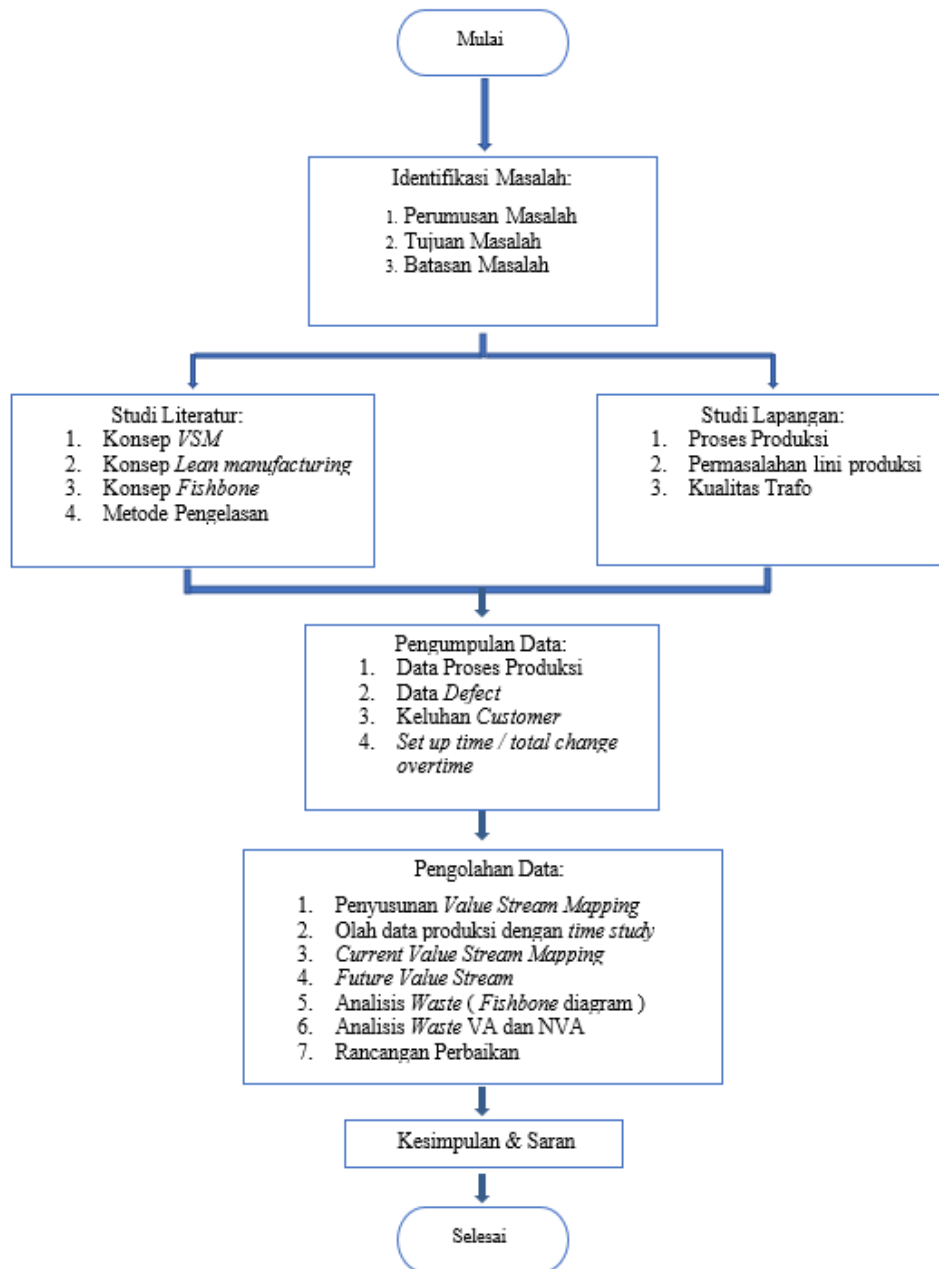 Mulai
Identifikasi Masalah:
1. Perumusan Masalah
2. Tujuan Masalah
3. Batasan Masalah
Studi Literatur:
1. Konsep VSM
2. Konsep Lean manufacturing
3. Konsep Fishbone
4. Metode Pengelasan
Studi Lapangan:
1. Proses Produksi
2. Permasalahan lini produksi
3. Kualitas Trafo
Pengumpulan Data:
1. Data Proses Produksi
2. Data Defect
3. Keluhan Customer
4. Set up time / total change
overtime
Pengolahan Data:
1. Penyusunan Value Stream Mapping
2. Olah data produksi dengan time study
3. Current Value Stream Mapping
4. Future Value Stream
5. Analisis Waste ( Fishbone diagram )
6. Analisis Waste VA dan NVA
7. Rancangan Perbaikan
Kesimpulan & Saran
Selesai